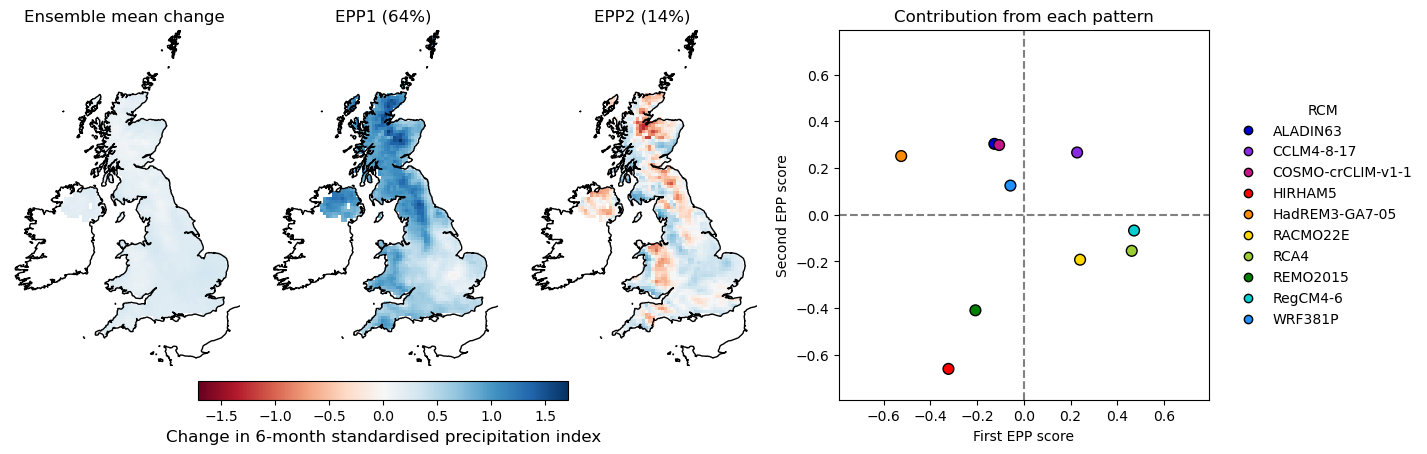 Ensemble mean change
EPP1 (64%)
EPP2 (14%)
−1.5 −1.0 −0.5 0.0 0.5 1.0 1.5
Change in 6-month standardised precipitation index
Contribution from each pattern
Second EPP score
0.6
0.4
0.2
0.0
−0.2
−0.4
−0.6
−0.6 −0.4 −0.2 0.0 0.2 0.4 0.6
First EPP score
RCM
ALADIN63
CCLM4-8-17
COSMO-crCLIM-v1-1
HIRHAM5
HadREM3-GA7-05
RACMO22E
RCA4
REMO2015
RegCM4-6
WRF381P